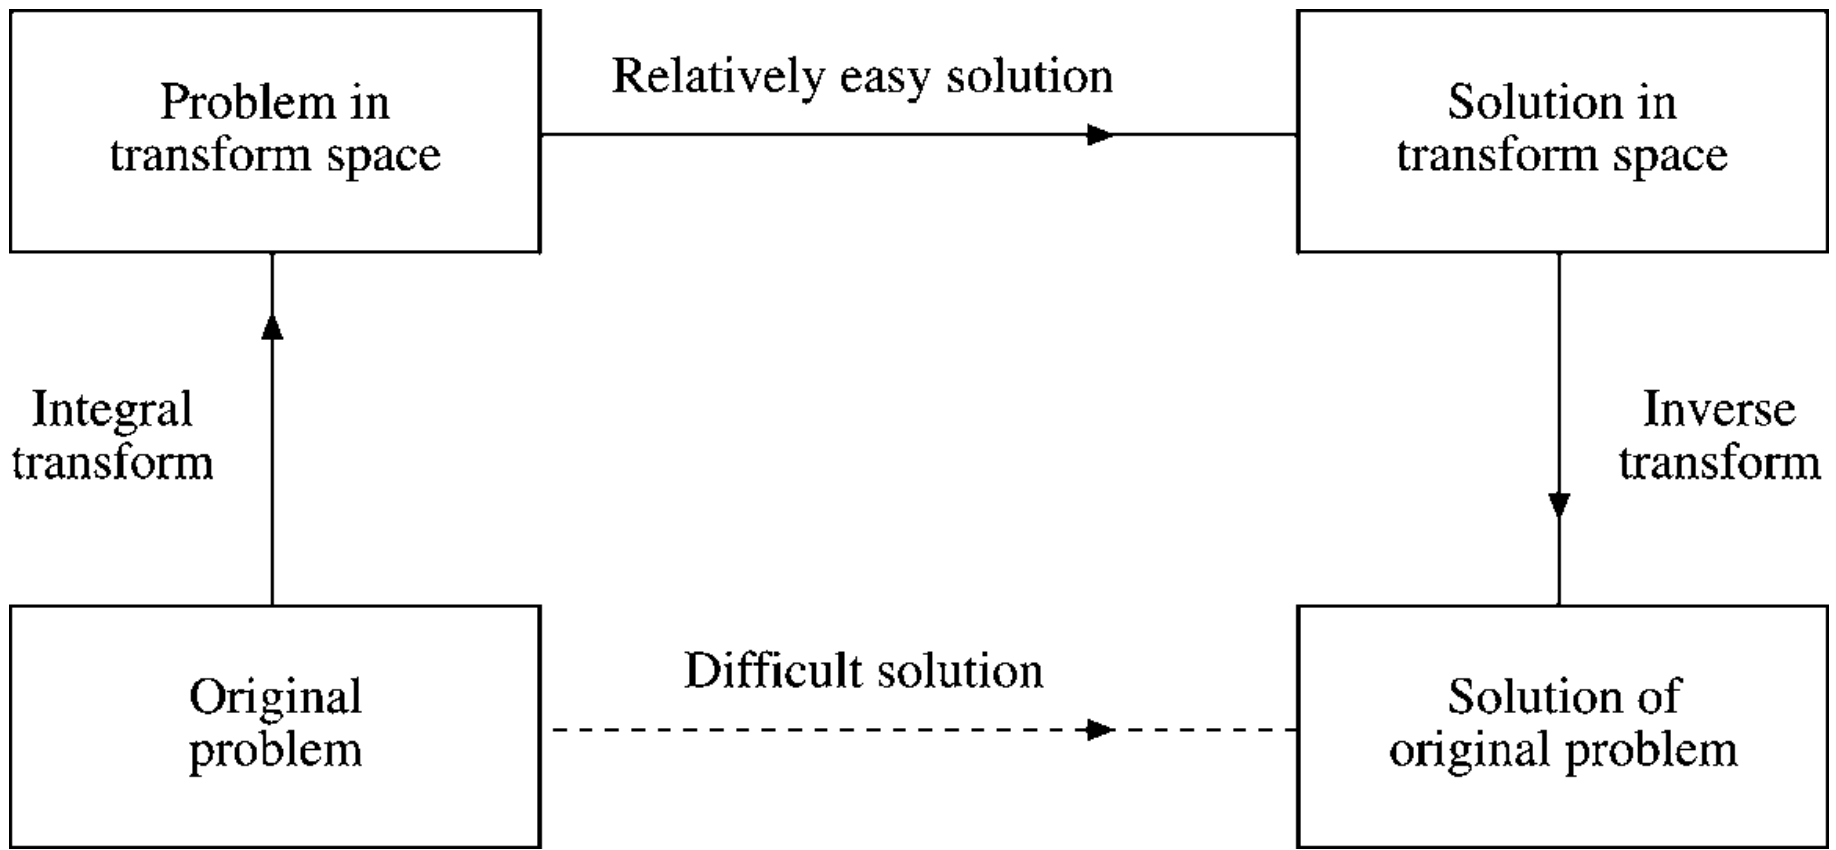 Problem in
transform space
Relatively easy solution
Solution in
transform space
Integral
transform
Inverse
transform
Original
problem
Difficult solution
Solution of
original problem